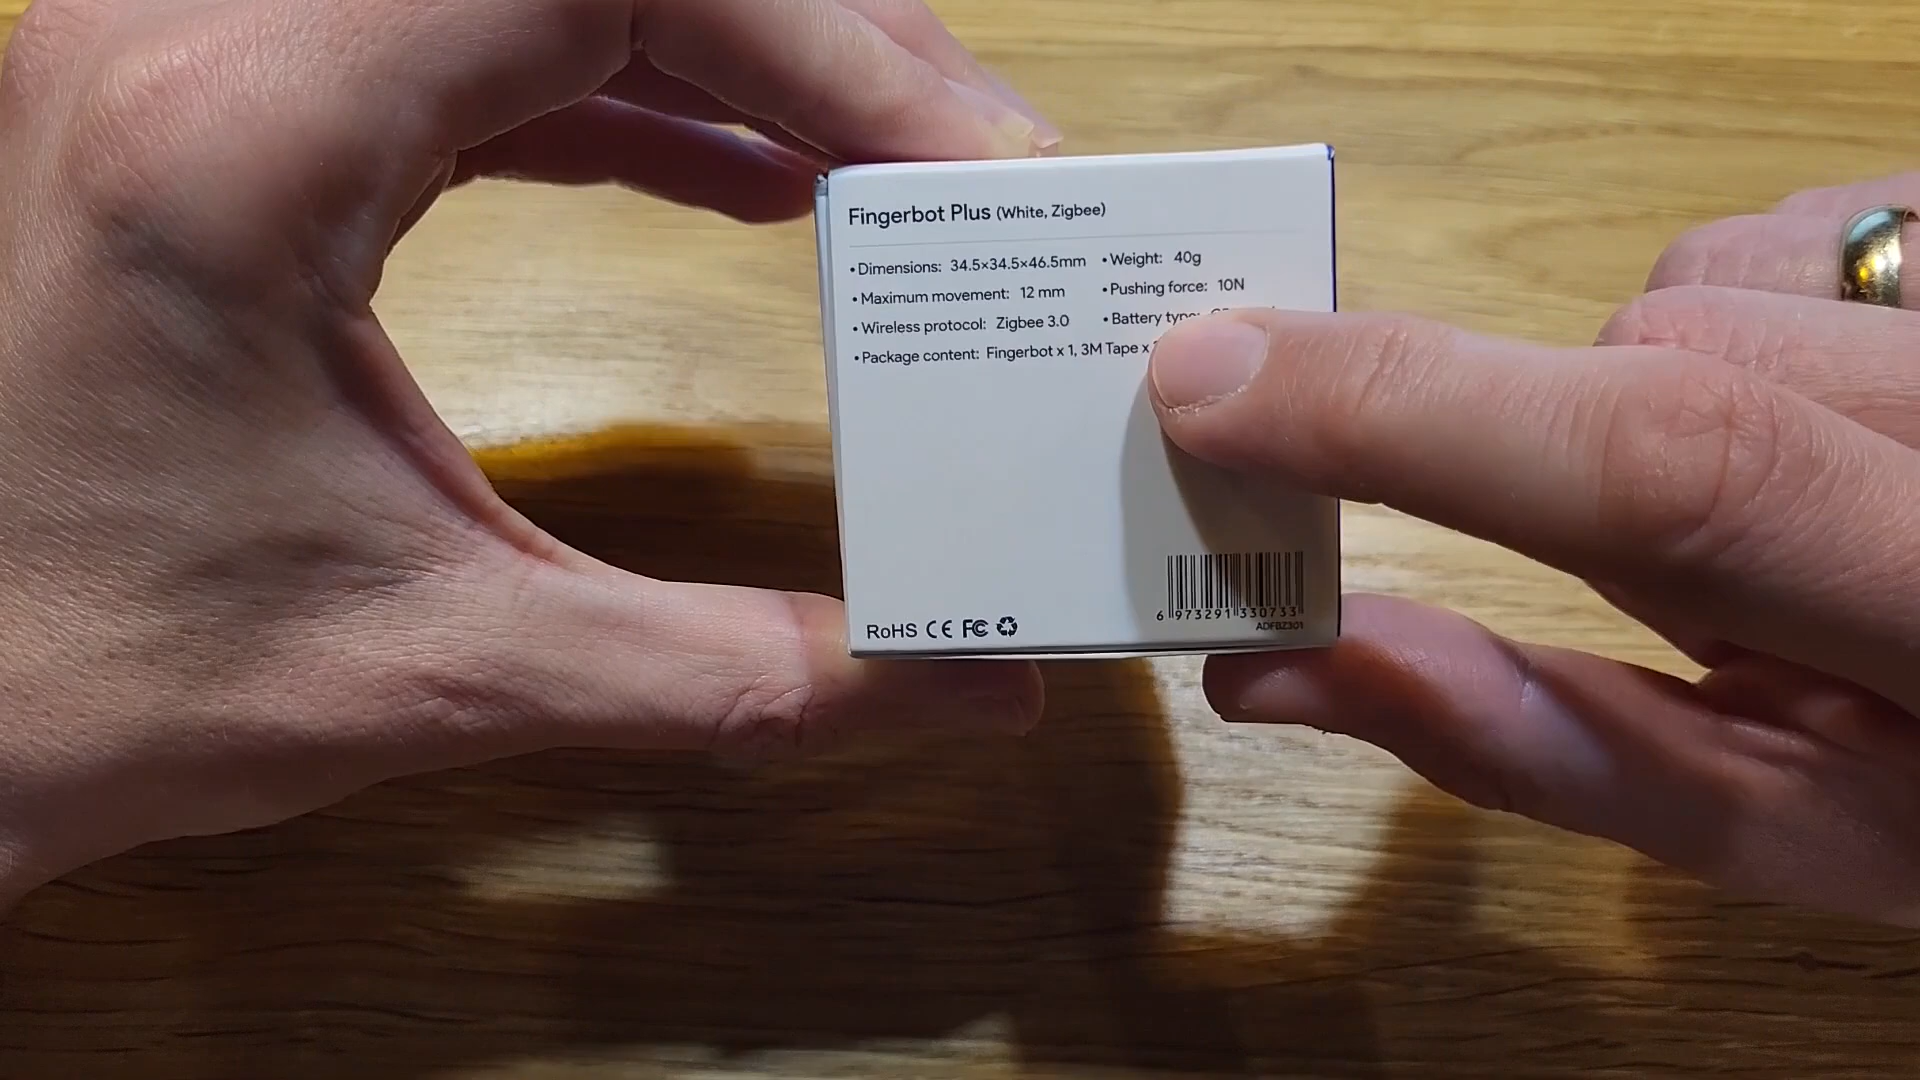 Fingerbot Plus (White, Zigbee)
•Dimensions: 34.5×34.5×46.5mm •Weight: 40g
•Maximum movement: 12 mm •Pushing force: 10N
•Wireless protocol: Zigbee 3.0 •Battery type:
•Package content: Fingerbot x 1, 3M Tape x
RoHS CE FC
6 973291 330733
ADFBZ301